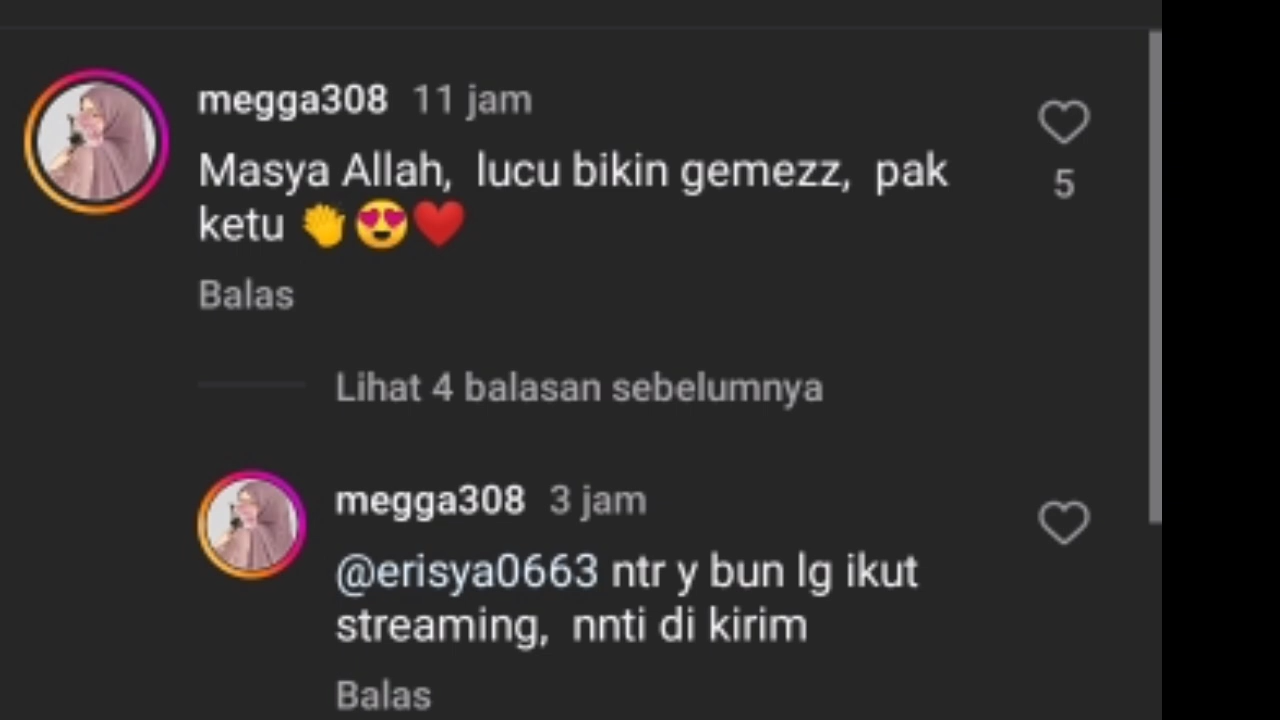 megga308 11 jam
Masya Allah, lucu bikin gemezz, pak
ketu 👏😍❤️
5
Balas
Lihat 4 balasan sebelumnya
megga308 3 jam
@erisya0663 ntr y bun lg ikut
streaming, nnti di kirim
Balas